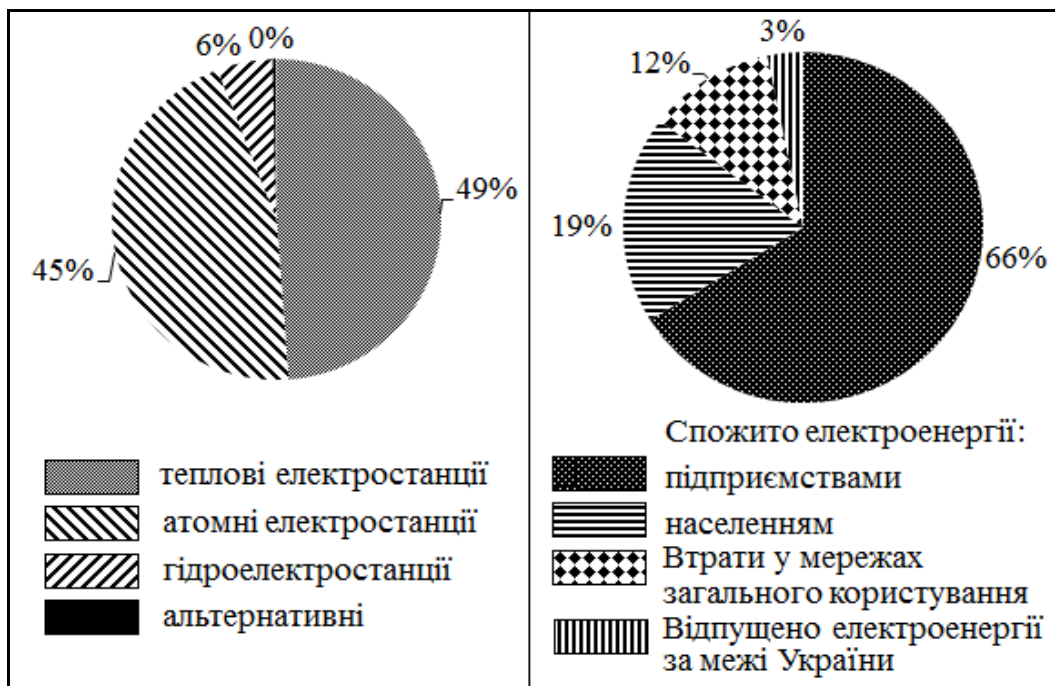 6%
0%
49%
45%
теплові електростанції
атомні електростанції
гідроелектростанції
альтернативні
3%
12%
19%
66%
Спожито електроенергії:
підприємствами
населенням
Втрати у мережах
загального користування
Відпущено електроенергії
за межі України